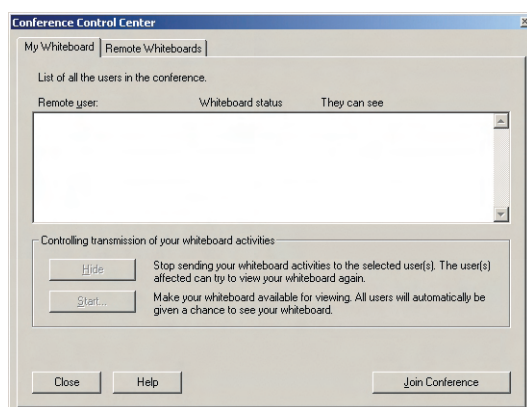 Conference Control Center
My Whiteboard
Remote Whiteboards
List of all the users in the conference.
Remote user:
Whiteboard status
They can see
Controlling transmission of your whiteboard activities
Hide
Stop sending your whiteboard activities to the selected user(s). The user(s)
affected can try to view your whiteboard again.
Start...
Make your whiteboard available for viewing. All users will automatically be
given a chance to see your whiteboard.
Close
Help
Join Conference